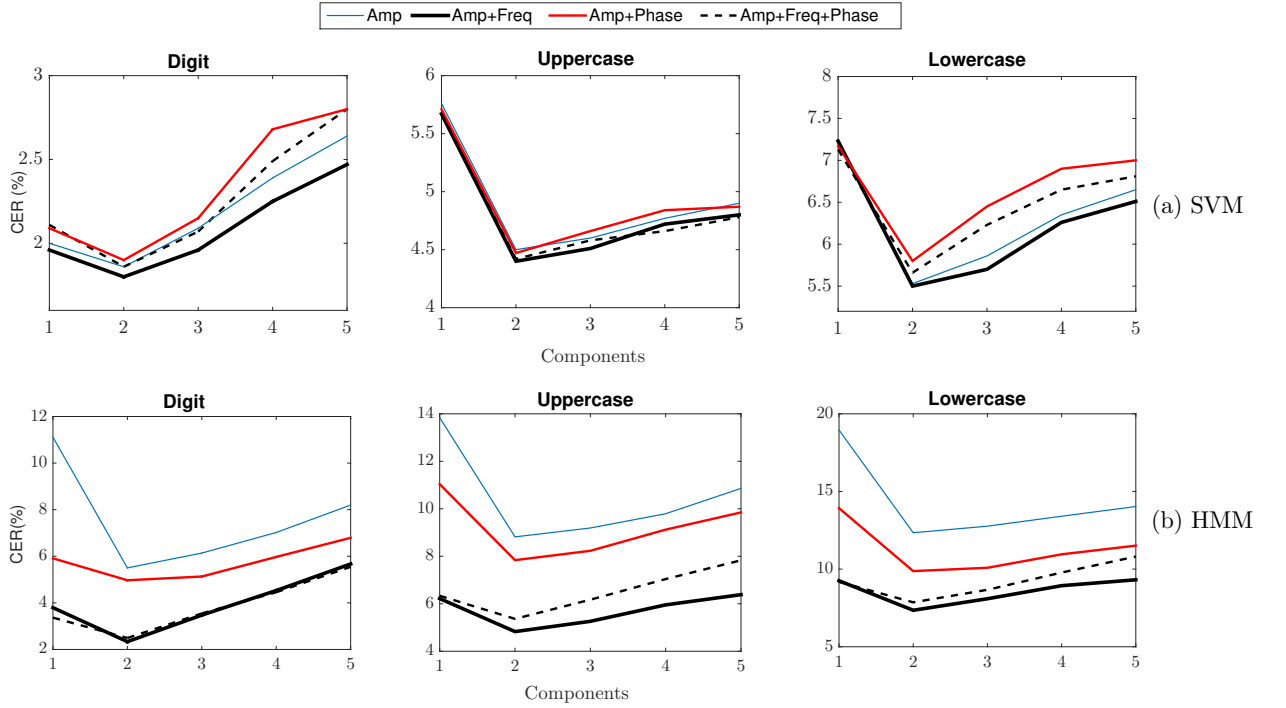 Amp Amp+Freq Amp+Phase Amp+Freq+Phase
Digit Uppercase Lowercase
CER (%)
3
2.5
2
1 2 3 4 5
6
5.5
5
4.5
4
1 2 3 4 5
8
7.5
7
6.5
6
5.5
1 2 3 4 5
(a) SVM
Components
Digit Uppercase Lowercase
CER(%)
12
10
8
6
4
2
1 2 3 4 5
14
12
10
8
6
4
1 2 3 4 5
20
15
10
5
1 2 3 4 5
(b) HMM
Components